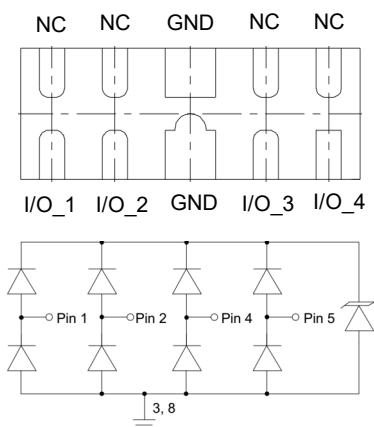 NC NC GND NC NC
I/O_1 I/O_2 GND I/O_3 I/O_4
Pin 1 Pin 2 Pin 4 Pin 5
3, 8